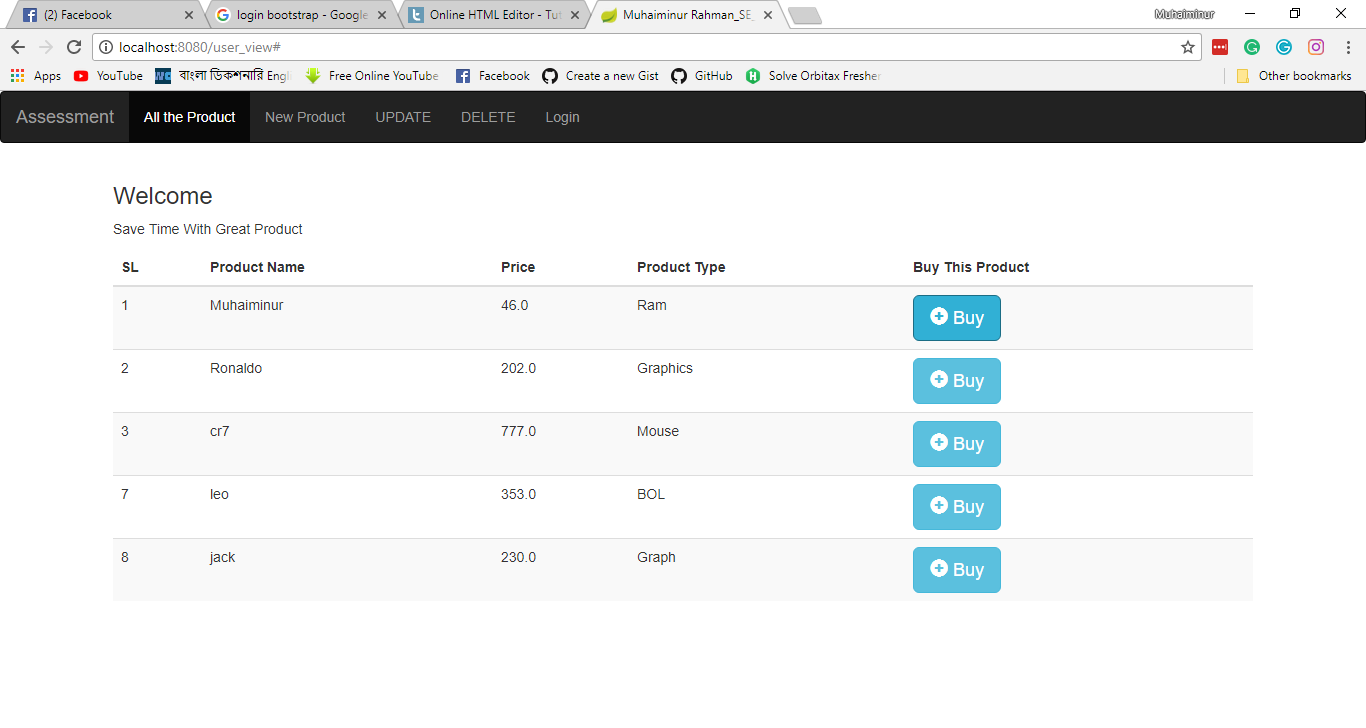 (2) Facebook
login bootstrap - Google
Online HTML Editor - Tut
Muhaiminur Rahman_SE_
Muhaiminur
localhost:8080/user_view#
Apps YouTube বাংলা ডিকশনারি Engli Free Online YouTube Facebook Create a new Gist GitHub Solve Orbitax Fresher Other bookmarks
Assessment All the Product New Product UPDATE DELETE Login
Welcome
Save Time With Great Product
SL Product Name Price Product Type Buy This Product
1 Muhaiminur 46.0 Ram Buy
2 Ronaldo 202.0 Graphics Buy
3 cr7 777.0 Mouse Buy
7 leo 353.0 BOL Buy
8 jack 230.0 Graph Buy